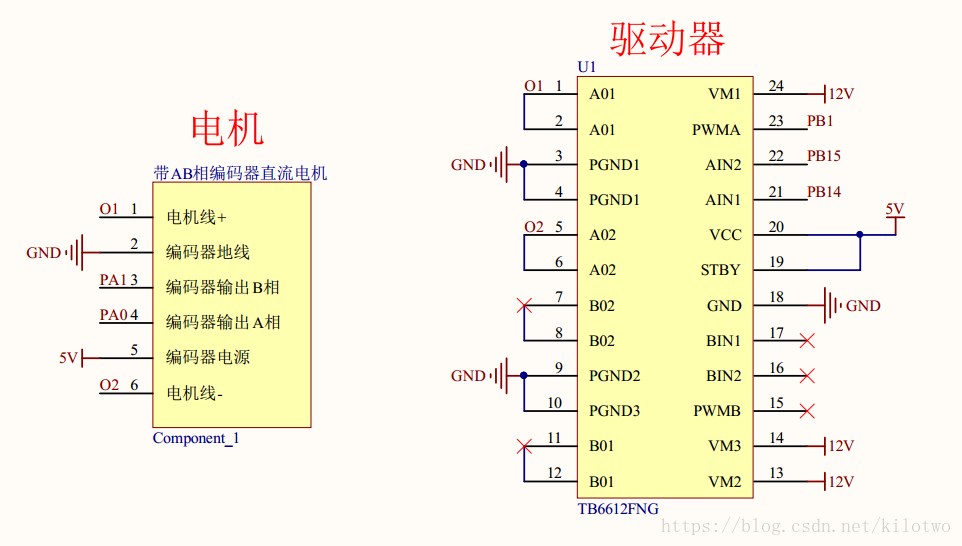 电机
带AB相编码器直流电机
O1 1 电机线+
GND 2 编码器地线
PA1 3 编码器输出B相
PA0 4 编码器输出A相
5V 5 编码器电源
O2 6 电机线-
Component_1
驱动器
U1
O1 1 A01 VM1 24 12V
2 A01 PWMA 23 PB1
GND 3 PGND1 AIN2 22 PB15
4 PGND1 AIN1 21 PB14
O2 5 A02 VCC 20 5V
6 A02 STBY 19
7 B02 GND 18 GND
8 B02 BIN1 17
GND 9 PGND2 BIN2 16
10 PGND3 PWMB 15
11 B01 VM3 14 12V
12 B01 VM2 13 12V
TB6612FNG
https://blog.csdn.net/kilotwo